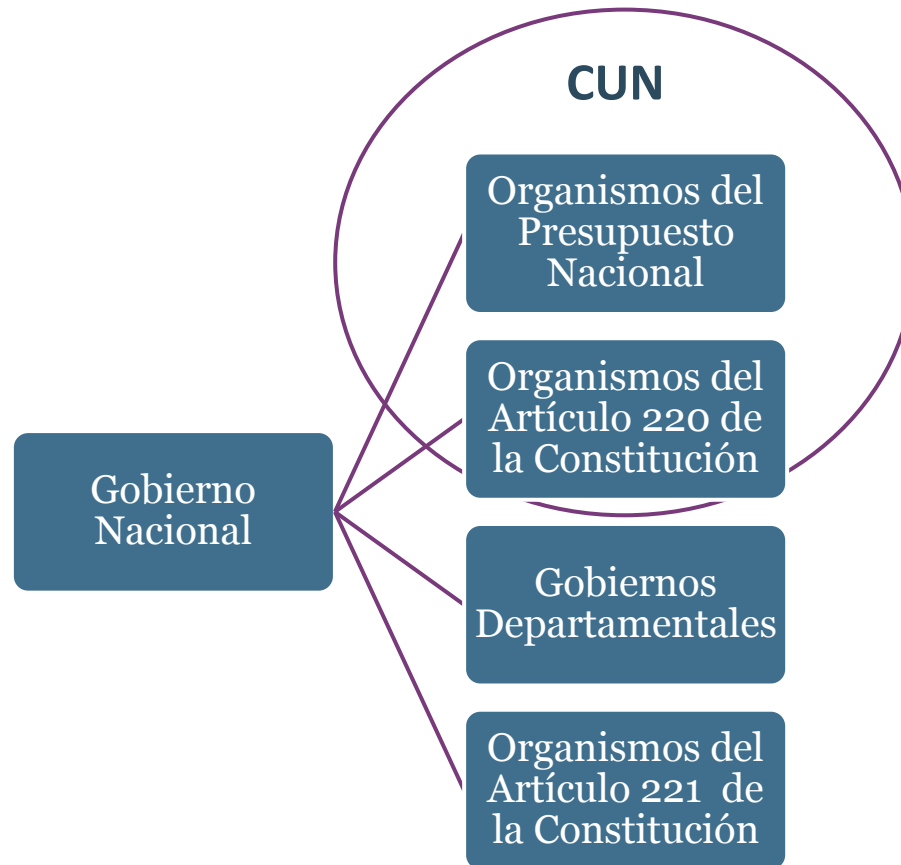 CUN
Organismos del
Presupuesto
Nacional
Organismos del
Artículo 220 de
la Constitución
Gobierno
Nacional
Gobiernos
Departamentales
Organismos del
Artículo 221 de
la Constitución